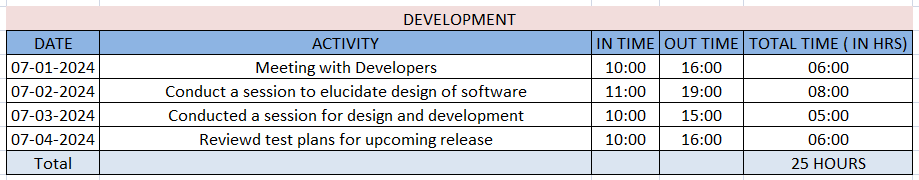 DEVELOPMENT
DATE ACTIVITY IN TIME OUT TIME TOTAL TIME ( IN HRS)
07-01-2024 Meeting with Developers 10:00 16:00 06:00
07-02-2024 Conduct a session to elucidate design of software 11:00 19:00 08:00
07-03-2024 Conducted a session for design and development 10:00 15:00 05:00
07-04-2024 Reviewd test plans for upcoming release 10:00 16:00 06:00
Total 25 HOURS